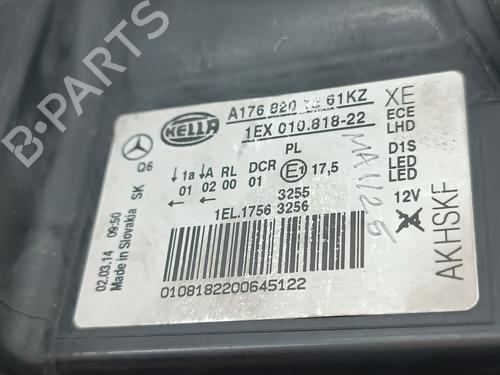 HELLA
A176 820 61KZ
1EX 010.818-22
XE
ECE
LHD
PL
Q6
↓1a ↓A RL DCR E1 17,5
01 02 00 01
← ←
D1S
LED
LED
3255
1EL.1756 3256
12V
AKHSKF
02.03.14 09:50
Made in Slovakia SK
0108182200645122
B-PARTS